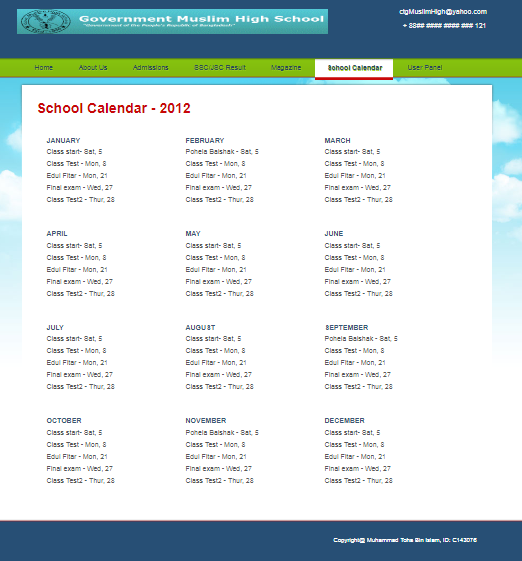 Government Muslim High School
"Government of the People's Republic of Bangladesh"
ctgMuslimHigh@yahoo.com
+ 88## #### #### ### 121
Home
About Us
Admissions
SSC/JSC Result
Magazine
School Calendar
User Panel
School Calendar - 2012
JANUARY
Class start- Sat, 5
Class Test - Mon, 8
Edul Fitar - Mon, 21
Final exam - Wed, 27
Class Test2 - Thur, 28
FEBRUARY
Pohela Baishak - Sat, 5
Class Test - Mon, 8
Edul Fitar - Mon, 21
Final exam - Wed, 27
Class Test2 - Thur, 28
MARCH
Class start- Sat, 5
Class Test - Mon, 8
Edul Fitar - Mon, 21
Final exam - Wed, 27
Class Test2 - Thur, 28
APRIL
Class start- Sat, 5
Class Test - Mon, 8
Edul Fitar - Mon, 21
Final exam - Wed, 27
Class Test2 - Thur, 28
MAY
Class start- Sat, 5
Class Test - Mon, 8
Edul Fitar - Mon, 21
Final exam - Wed, 27
Class Test2 - Thur, 28
JUNE
Class start- Sat, 5
Class Test - Mon, 8
Edul Fitar - Mon, 21
Final exam - Wed, 27
Class Test2 - Thur, 28
JULY
Class start- Sat, 5
Class Test - Mon, 8
Edul Fitar - Mon, 21
Final exam - Wed, 27
Class Test2 - Thur, 28
AUGUST
Class start- Sat, 5
Class Test - Mon, 8
Edul Fitar - Mon, 21
Final exam - Wed, 27
Class Test2 - Thur, 28
SEPTEMBER
Pohela Baishak - Sat, 5
Class Test - Mon, 8
Edul Fitar - Mon, 21
Final exam - Wed, 27
Class Test2 - Thur, 28
OCTOBER
Class start- Sat, 5
Class Test - Mon, 8
Edul Fitar - Mon, 21
Final exam - Wed, 27
Class Test2 - Thur, 28
NOVEMBER
Pohela Baishak - Sat, 5
Class Test - Mon, 8
Edul Fitar - Mon, 21
Final exam - Wed, 27
Class Test2 - Thur, 28
DECEMBER
Class start- Sat, 5
Class Test - Mon, 8
Edul Fitar - Mon, 21
Final exam - Wed, 27
Class Test2 - Thur, 28
Copyright@ Muhammed Toha Bin Islam, ID: C143076